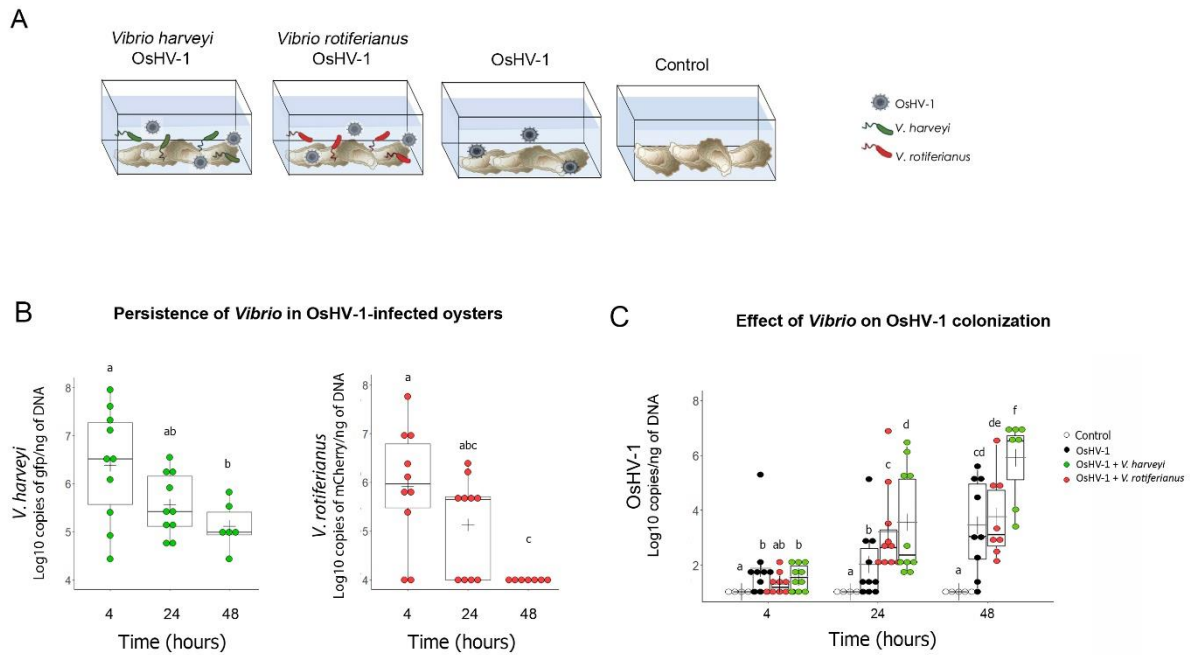 A
Vibrio harveyi
OsHV-1
Vibrio rotiferianus
OsHV-1
OsHV-1
Control
OsHV-1
V. harveyi
V. rotiferianus
B
Persistence of Vibrio in OsHV-1-infected oysters
V. harveyi
Log10 copies of gfp/ng of DNA
8
7
6
5
4
a
ab
b
4 24 48
Time (hours)
V. rotiferianus
Log10 copies of mCherry/ng of DNA
8
7
6
5
4
a
abc
c
4 24 48
Time (hours)
C
Effect of Vibrio on OsHV-1 colonization
OsHV-1
Log10 copies/ng of DNA
8
6
4
2
a b ab b
a b c d
a cd de f
4 24 48
Time (hours)
Control
OsHV-1
OsHV-1 + V. harveyi
OsHV-1 + V. rotiferianus